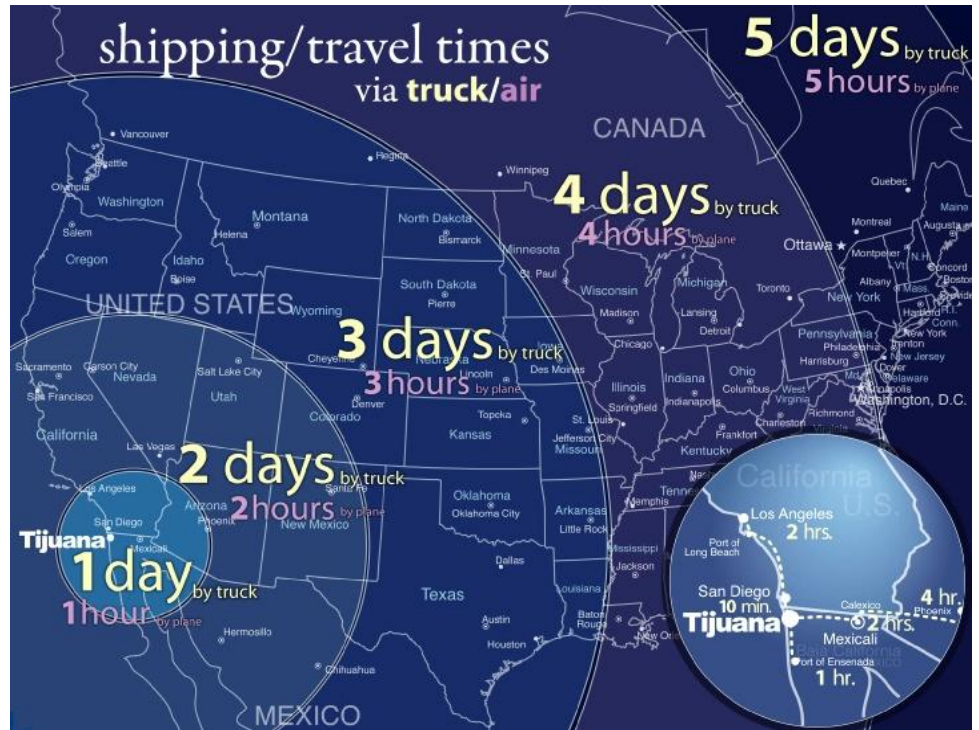 shipping/travel times
via truck/air
5 days by truck
5 hours by plane
CANADA
Vancouver
Regina
Winnipeg
Seattle
Olympia
Washington
Montana
Helena
North Dakota
Bismarck
Minnesota
St. Paul
4 days by truck
4 hours by plane
Quebec
Maine
Augusta
Montreal
Ottawa
Montpelier
Vt.
N.H.
Concord
Boston
Salem
Oregon
Idaho
Boise
South Dakota
Pierre
Wisconsin
Madison
Michigan
Lansing
Detroit
Toronto
Albany
Mass.
New York
Hartford
R.I.
Conn.
UNITED STATES
Wyoming
3 days by truck
3 hours by plane
Cheyenne
Nebraska
Lincoln
Iowa
Des Moines
Chicago
Pennsylvania
Philadelphia
Harrisburg
New York
Trenton
New Jersey
Dover
Delaware
Md.
Annapolis
Washington, D.C.
Sacramento
Carson City
San Francisco
Nevada
Salt Lake City
Utah
Colorado
Denver
Topeka
Kansas
St. Louis
Jefferson City
Missouri
Illinois
Springfield
Indiana
Indianapolis
Ohio
Columbus
West
Virginia
Charleston
Richmond
Virginia
Frankfort
Kentucky
California
Las Vegas
2 days by truck
2 hours by plane
Los Angeles
Arizona
Phoenix
Santa Fe
New Mexico
Oklahoma
Oklahoma City
Arkansas
Little Rock
Memphis
San Diego
Tijuana
Mexicali
1 day by truck
1 hour by plane
Dallas
Texas
Mississippi
Jackson
Louisiana
Baton
Rouge
Austin
Houston
Hermosillo
Chihuahua
MEXICO
California
U.S.
Los Angeles
2 hrs.
Port of
Long Beach
San Diego
10 min.
Tijuana
Calexico
4 hr.
Phoenix
2 hrs.
Mexicali
Baja California
Port of Ensenada
1 hr.